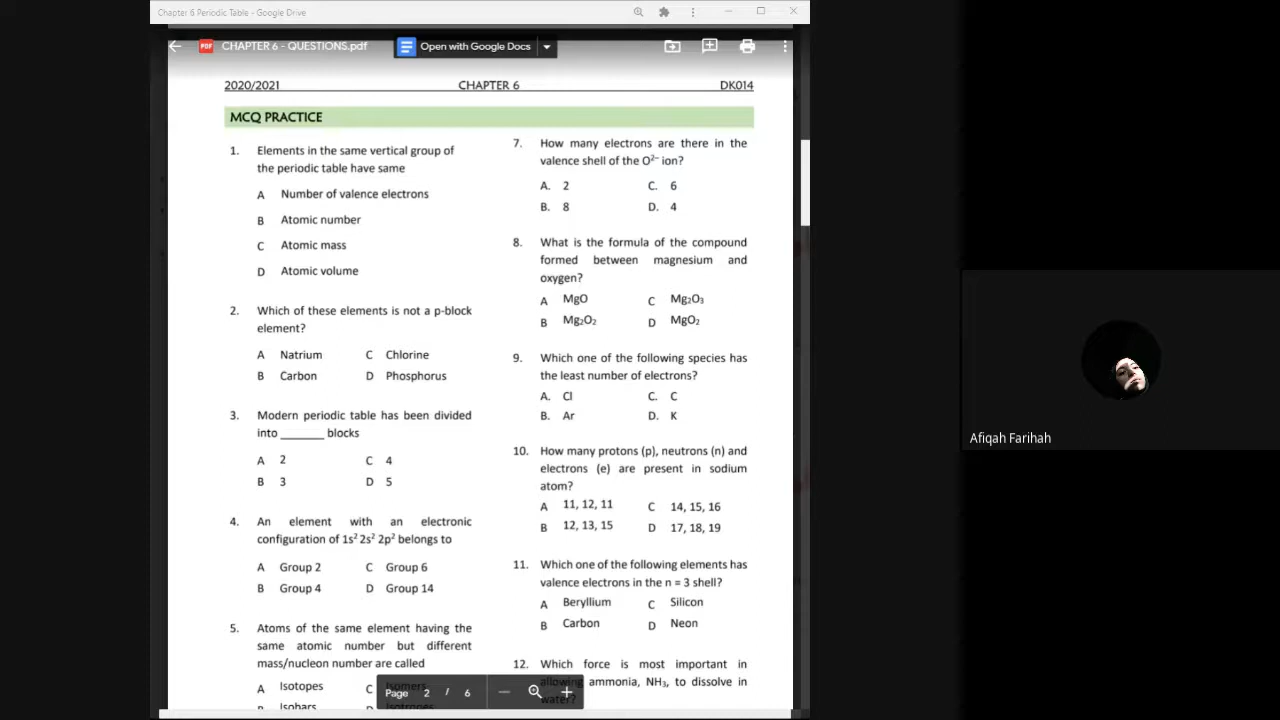 Chapter 6 Periodic Table - Google Drive
PDF CHAPTER 6 - QUESTIONS.pdf
Open with Google Docs
2020/2021 CHAPTER 6 DK014
MCQ PRACTICE
1. Elements in the same vertical group of
the periodic table have same
A Number of valence electrons
B Atomic number
C Atomic mass
D Atomic volume
2. Which of these elements is not a p-block
element?
A Natrium C Chlorine
B Carbon D Phosphorus
3. Modern periodic table has been divided
into _______ blocks
A 2 C 4
B 3 D 5
4. An element with an electronic
configuration of 1s² 2s² 2p² belongs to
A Group 2 C Group 6
B Group 4 D Group 14
5. Atoms of the same element having the
same atomic number but different
mass/nucleon number are called
A Isotopes C Isomers
B Isobars D Isotrones
7. How many electrons are there in the
valence shell of the O²⁻ ion?
A. 2 C. 6
B. 8 D. 4
8. What is the formula of the compound
formed between magnesium and
oxygen?
A MgO C Mg₂O₃
B Mg₂O₂ D MgO₂
9. Which one of the following species has
the least number of electrons?
A. Cl C. C
B. Ar D. K
10. How many protons (p), neutrons (n) and
electrons (e) are present in sodium
atom?
A 11, 12, 11 C 14, 15, 16
B 12, 13, 15 D 17, 18, 19
11. Which one of the following elements has
valence electrons in the n = 3 shell?
A Beryllium C Silicon
B Carbon D Neon
12. Which force is most important in
allowing ammonia, NH₃, to dissolve in
water?
Page 2 / 6
Afiqah Farihah